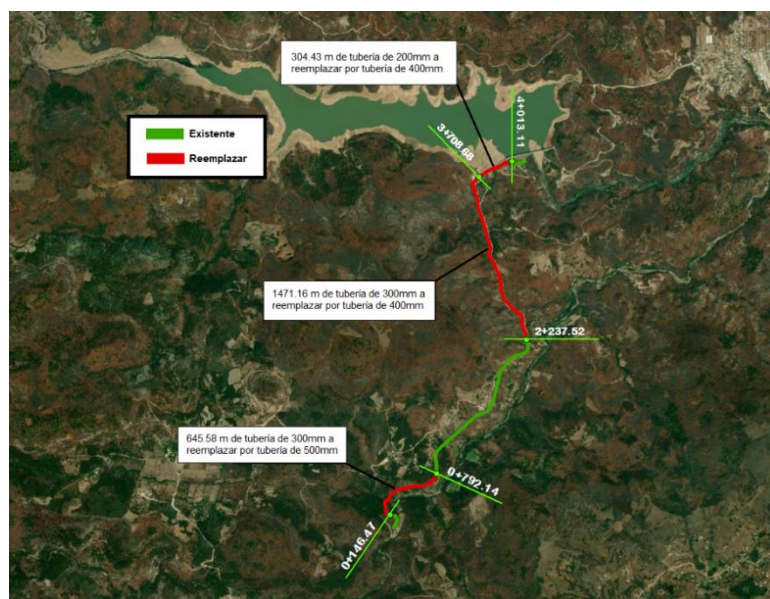 304.43 m de tubería de 200mm a
reemplazar por tubería de 400mm
4+013.11
3+708.68
Existente
Reemplazar
1471.16 m de tubería de 300mm a
reemplazar por tubería de 400mm
2+237.52
645.58 m de tubería de 300mm a
reemplazar por tubería de 500mm
0+792.14
0+146.47